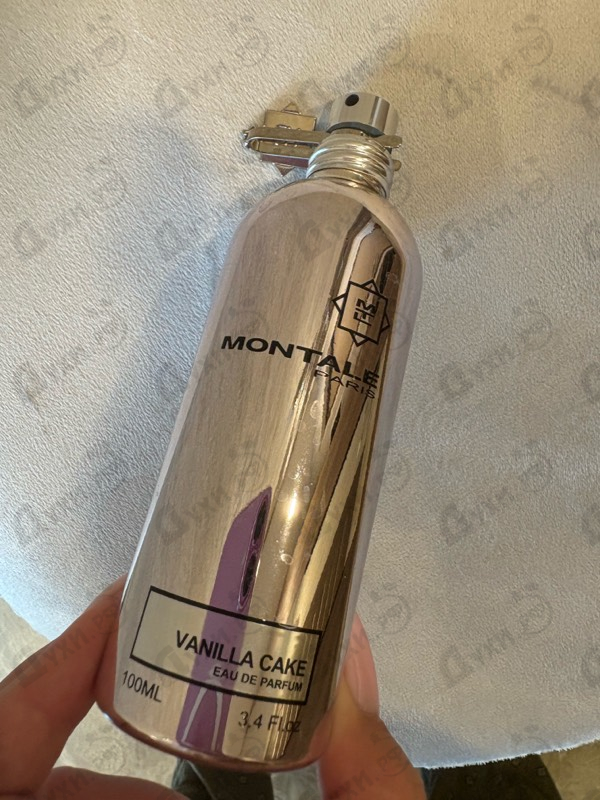 MONTALE
PARIS
VANILLA CAKE
EAU DE PARFUM
100ML
3.4 Fl.oz